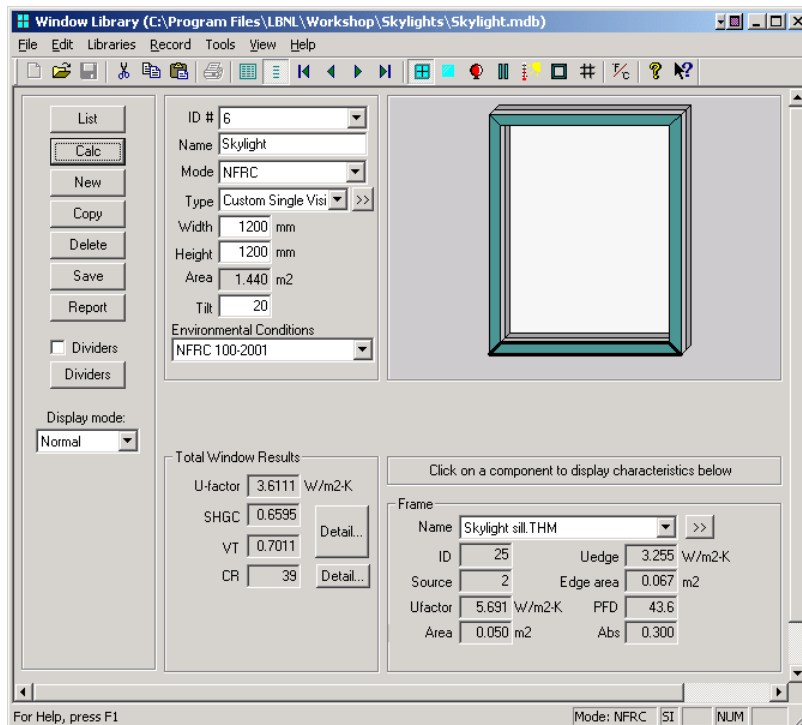 Window Library (C:\Program Files\LBNL\Workshop\Skylights\Skylight.mdb)
File Edit Libraries Record Tools View Help
List
Calc
New
Copy
Delete
Save
Report
Dividers
Dividers
Display mode:
Normal
ID # 6
Name Skylight
Mode NFRC
Type Custom Single Visi >>
Width 1200 mm
Height 1200 mm
Area 1.440 m2
Tilt 20
Environmental Conditions
NFRC 100-2001
Total Window Results
U-factor 3.6111 W/m2-K
SHGC 0.6595
VT 0.7011
Detail...
CR 39 Detail...
Click on a component to display characteristics below
Frame
Name Skylight sill.THM >>
ID 25 Uedge 3.255 W/m2-K
Source 2 Edge area 0.067 m2
Ufactor 5.691 W/m2-K PFD 43.6
Area 0.050 m2 Abs 0.300
For Help, press F1 Mode: NFRC SI NUM